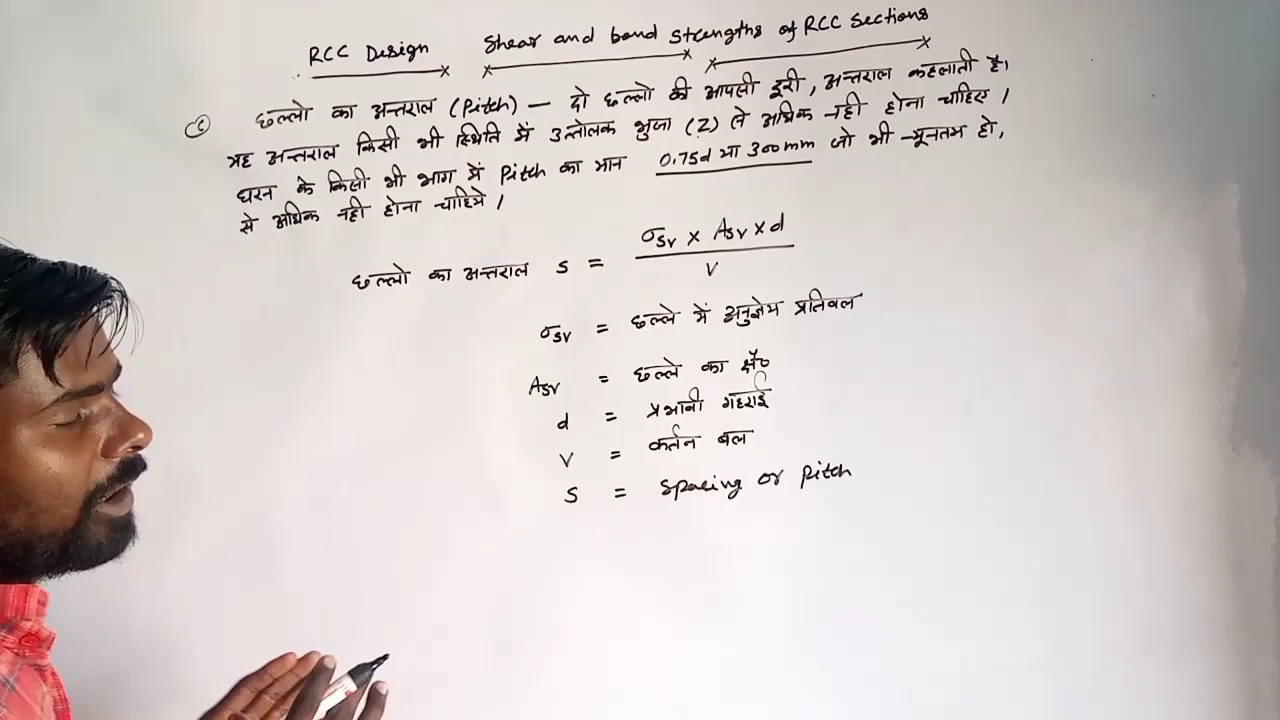 RCC Design Shear and bond strengths of RCC Sections
(c) छल्लो का अन्तराल (Pitch) — दो छल्लो की आपसी दूरी, अन्तराल कहलाती है।
यह अन्तराल किसी भी स्थिति में उत्तोलक भुजा (Z) से अधिक नही होना चाहिए।
धरन के किसी भी भाग में Pitch का मान 0.75d या 300mm जो भी न्यूनतम हो,
से अधिक नही होना चाहिये।
छल्लो का अन्तराल S = σsv × Asv × d
V
σsv = छल्ले में अनुज्ञेय प्रतिबल
Asv = छल्ले का क्षै०
d = प्रभावी गहराई
V = कर्तन बल
S = Spacing or Pitch